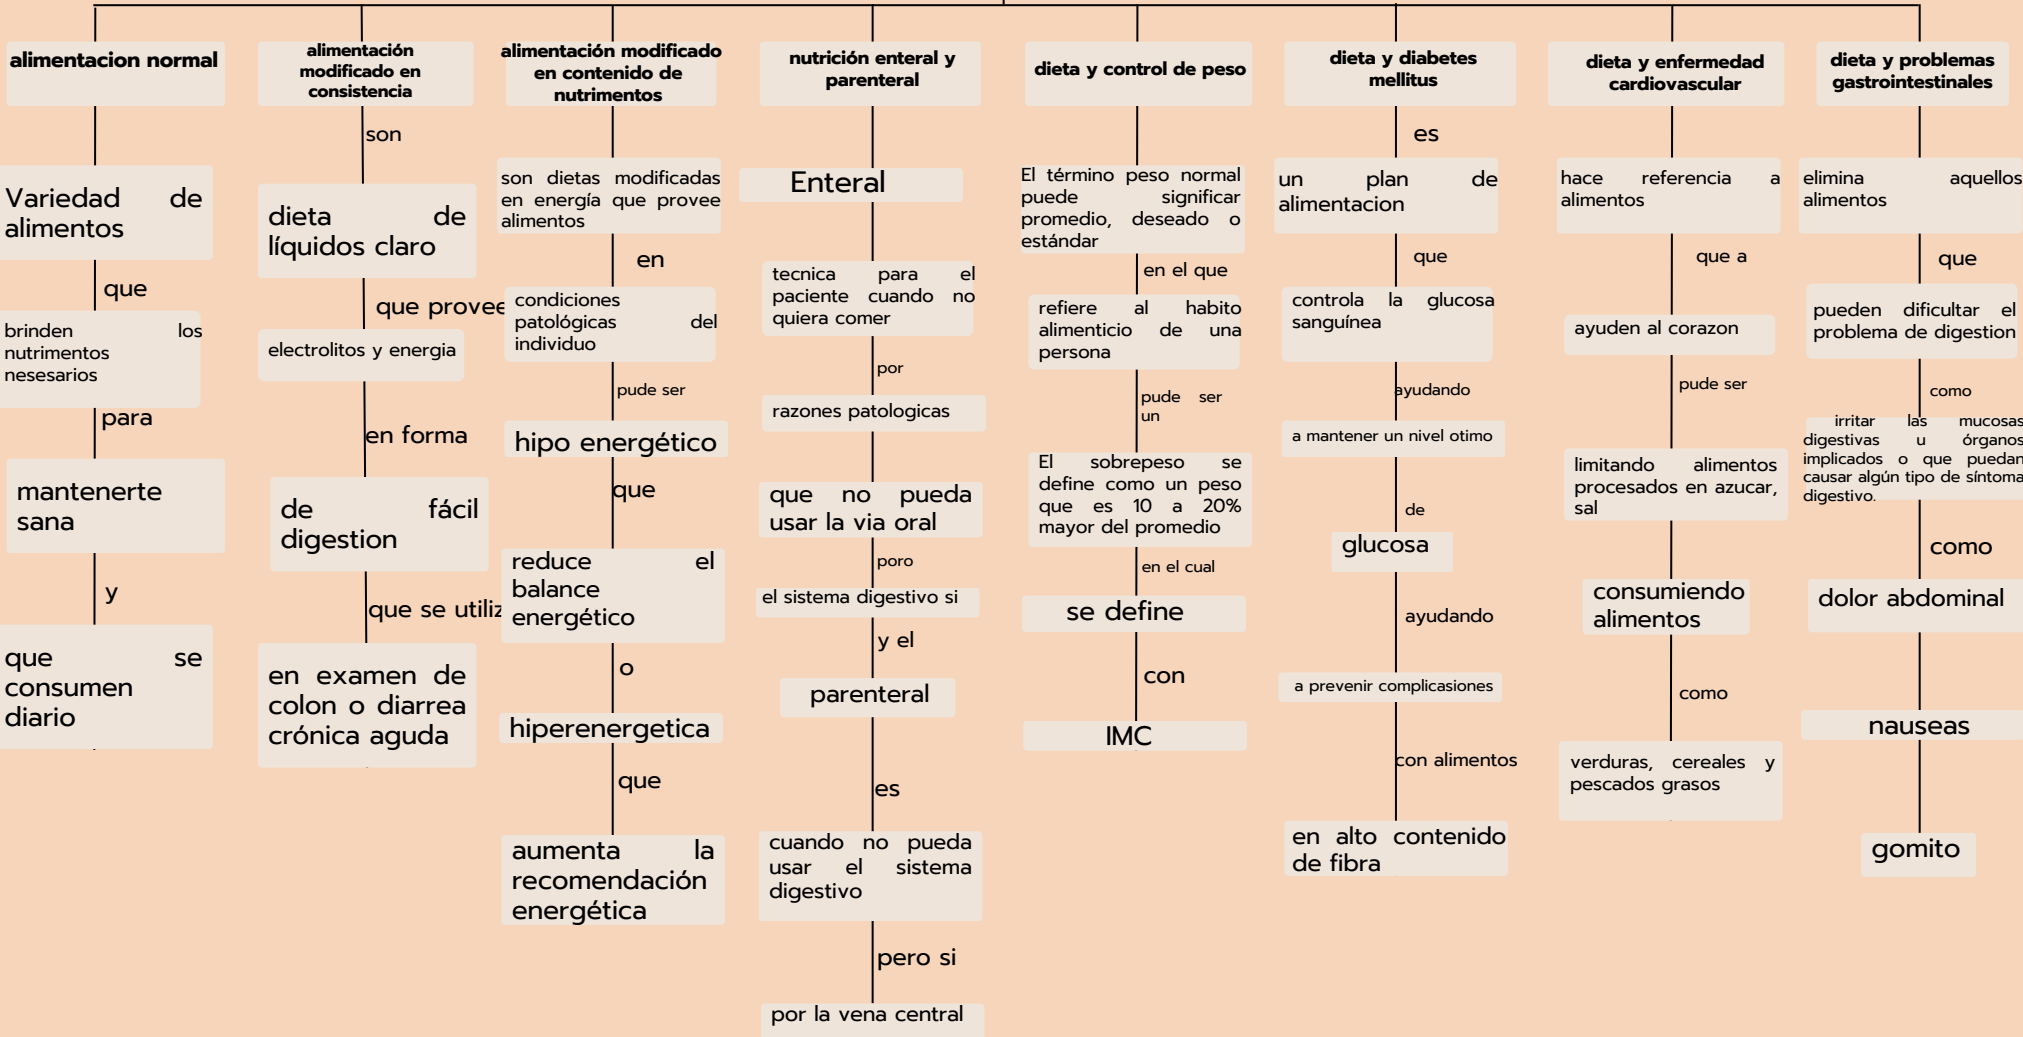 alimentacion normal
Variedad de
alimentos
que
brinden los
nutrimentos
nesesarios
para
mantenerte
sana
y
que se
consumen
diario
alimentación
modificado en
consistencia
son
dieta de
líquidos claro
que provee
electrolitos y energia
en forma
de fácil
digestion
que se utiliz
en examen de
colon o diarrea
crónica aguda
alimentación modificado
en contenido de
nutrimentos
son dietas modificadas
en energía que provee
alimentos
en
condiciones
patológicas del
individuo
pude ser
hipo energético
que
reduce el
balance
energético
o
hiperenergetica
que
aumenta la
recomendación
energética
nutrición enteral y
parenteral
Enteral
tecnica para el
paciente cuando no
quiera comer
por
razones patologicas
que no pueda
usar la via oral
poro
el sistema digestivo si
y el
parenteral
es
cuando no pueda
usar el sistema
digestivo
pero si
por la vena central
dieta y control de peso
El término peso normal
puede significar
promedio, deseado o
estándar
en el que
refiere al habito
alimenticio de una
persona
pude ser
un
El sobrepeso se
define como un peso
que es 10 a 20%
mayor del promedio
en el cual
se define
con
IMC
dieta y diabetes
mellitus
es
un plan de
alimentacion
que
controla la glucosa
sanguínea
ayudando
a mantener un nivel otimo
de
glucosa
ayudando
a prevenir complicasiones
con alimentos
en alto contenido
de fibra
dieta y enfermedad
cardiovascular
hace referencia a
alimentos
que a
ayuden al corazon
pude ser
limitando alimentos
procesados en azucar,
sal
consumiendo
alimentos
como
verduras, cereales y
pescados grasos
dieta y problemas
gastrointestinales
elimina aquellos
alimentos
que
pueden dificultar el
problema de digestion
como
irritar las mucosas
digestivas u órganos
implicados o que puedan
causar algún tipo de síntoma
digestivo.
como
dolor abdominal
nauseas
gomito